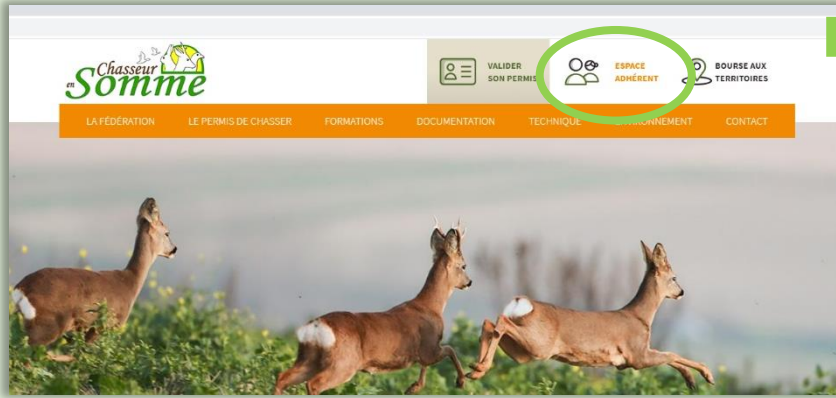 Chasseur
en Somme
VALIDER
SON PERMIS
ESPACE
ADHÉRENT
BOURSE AUX
TERRITOIRES
LA FÉDÉRATION LE PERMIS DE CHASSER FORMATIONS DOCUMENTATION TECHNIQUE ENVIRONNEMENT CONTACT